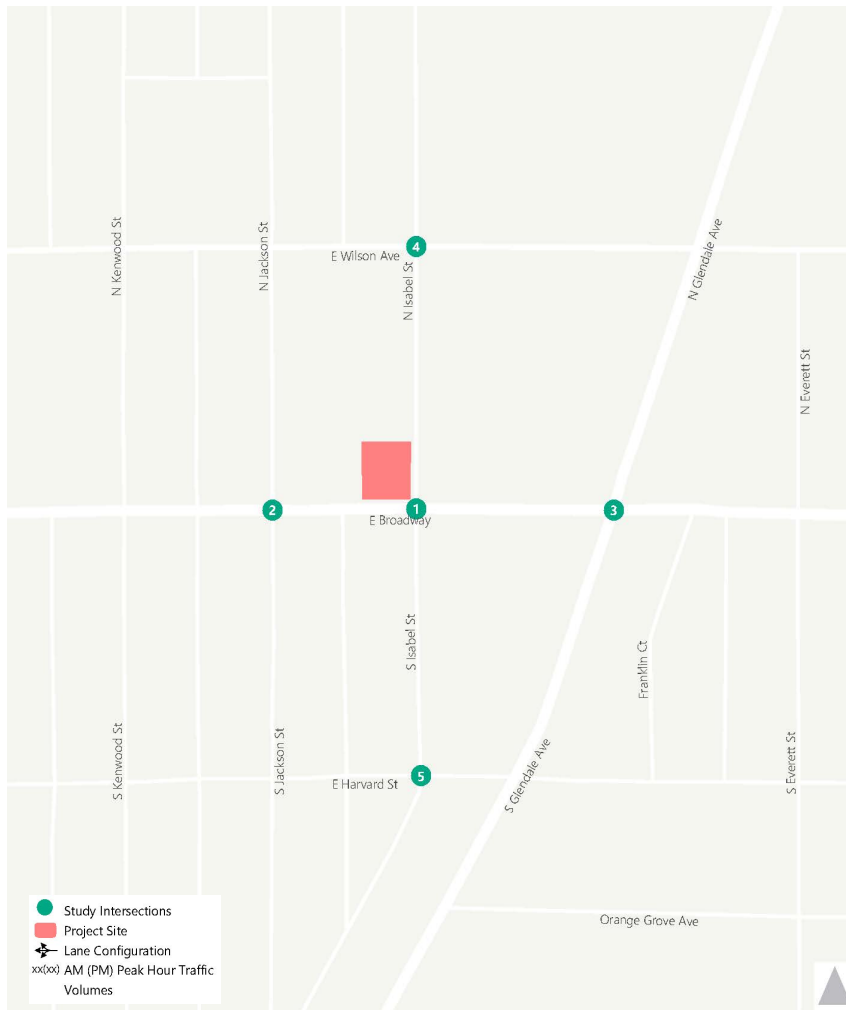 N Kenwood St
N Jackson St
E Wilson Ave
4
N Isabel St
N Glendale Ave
N Everett St
2
1
3
E Broadway
S Isabel St
Franklin Ct
S Kenwood St
S Jackson St
E Harvard St
5
S Glendale Ave
S Everett St
Orange Grove Ave
Study Intersections
Project Site
Lane Configuration
xx(xx) AM (PM) Peak Hour Traffic
Volumes